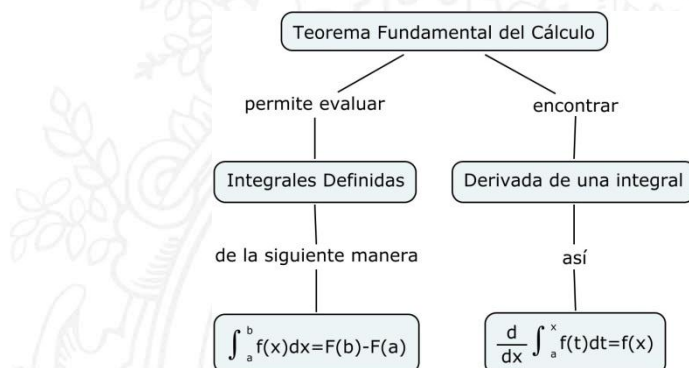 Teorema Fundamental del Cálculo
permite evaluar
encontrar
Integrales Definidas
Derivada de una integral
de la siguiente manera
así
∫ₐᵇ f(x)dx=F(b)-F(a)
d/dx ∫ₐˣ f(t)dt=f(x)